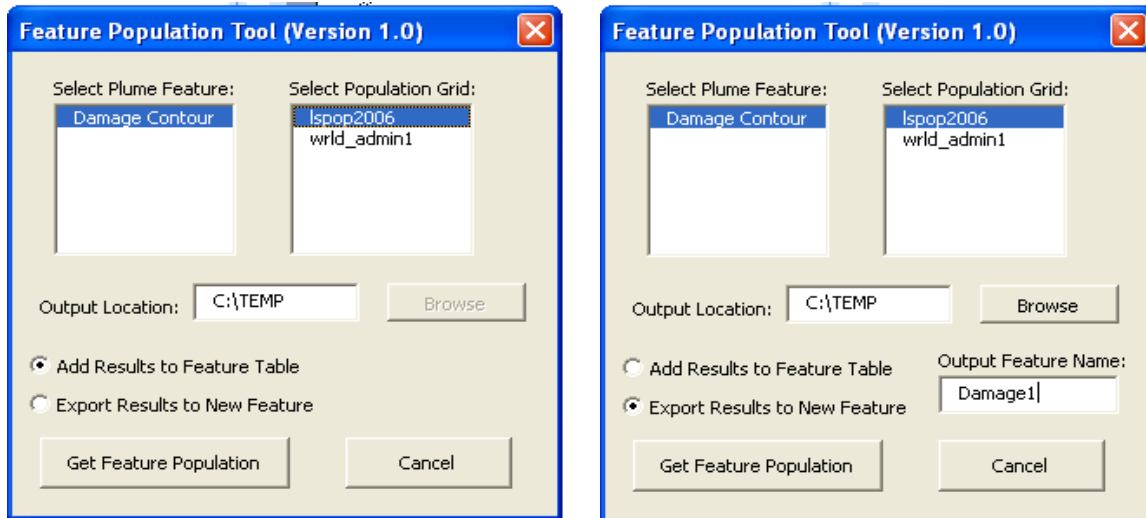 Feature Population Tool (Version 1.0)
Select Plume Feature:
Select Population Grid:
Damage Contour
lspop2006
wrld_admin1
Output Location:
C:\TEMP
Browse
Add Results to Feature Table
Export Results to New Feature
Get Feature Population
Cancel
Feature Population Tool (Version 1.0)
Select Plume Feature:
Select Population Grid:
Damage Contour
lspop2006
wrld_admin1
Output Location:
C:\TEMP
Browse
Add Results to Feature Table
Export Results to New Feature
Output Feature Name:
Damage1
Get Feature Population
Cancel